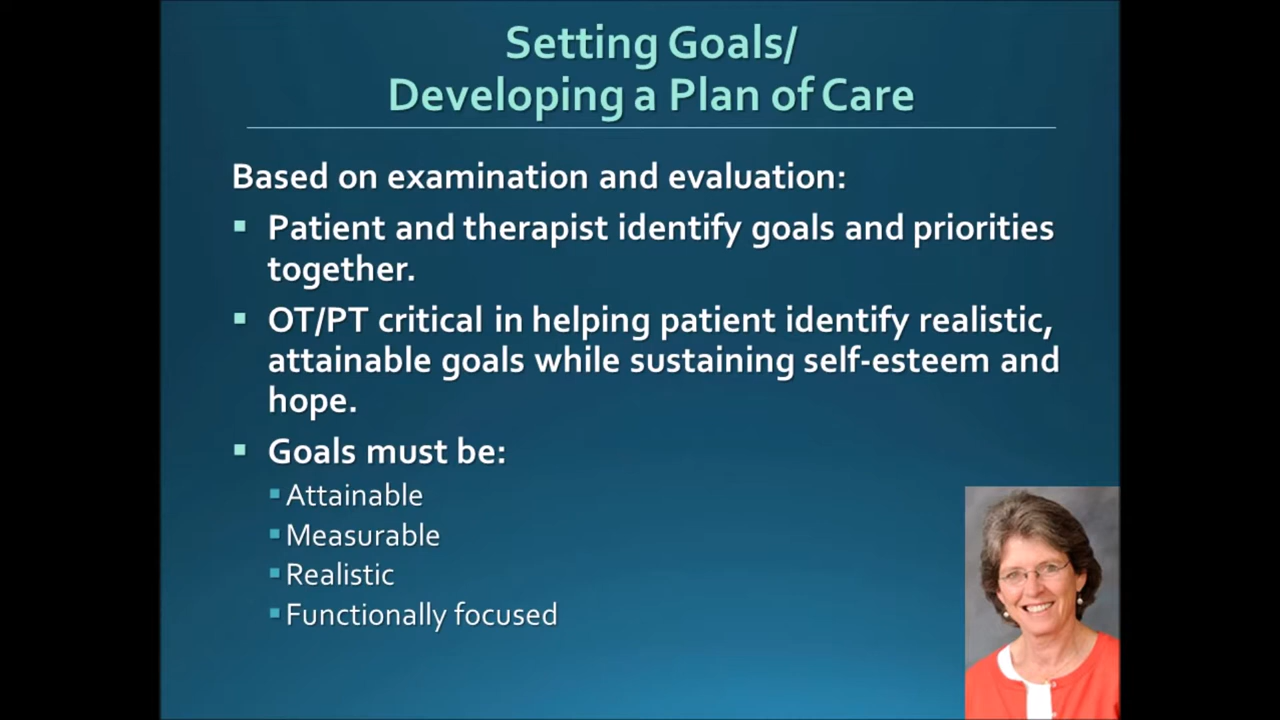 Setting Goals/
Developing a Plan of Care
Based on examination and evaluation:
▪ Patient and therapist identify goals and priorities
together.
▪ OT/PT critical in helping patient identify realistic,
attainable goals while sustaining self-esteem and
hope.
▪ Goals must be:
▪ Attainable
▪ Measurable
▪ Realistic
▪ Functionally focused